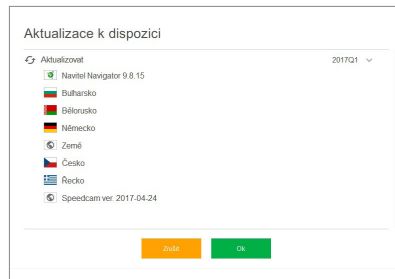 Aktualizace k dispozici
Aktualizovat 2017Q1
Navitel Navigator 9.8.15
Bulharsko
Bělorusko
Německo
Země
Česko
Řecko
Speedcam ver. 2017-04-24
Zrušit Ok